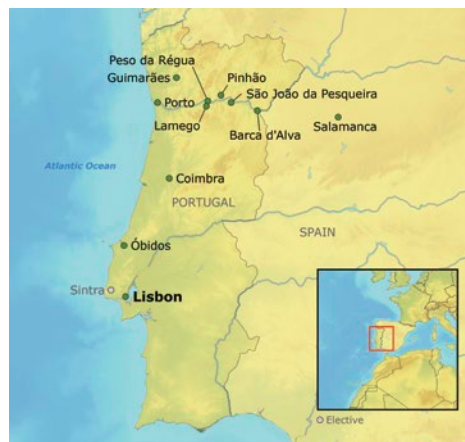 Peso da Régua
Pinhão
Guimarães
São João da Pesqueira
Porto
Lamego
Barca d'Alva
Salamanca
Atlantic Ocean
Coimbra
PORTUGAL
SPAIN
Óbidos
Sintra
Lisbon
Elective